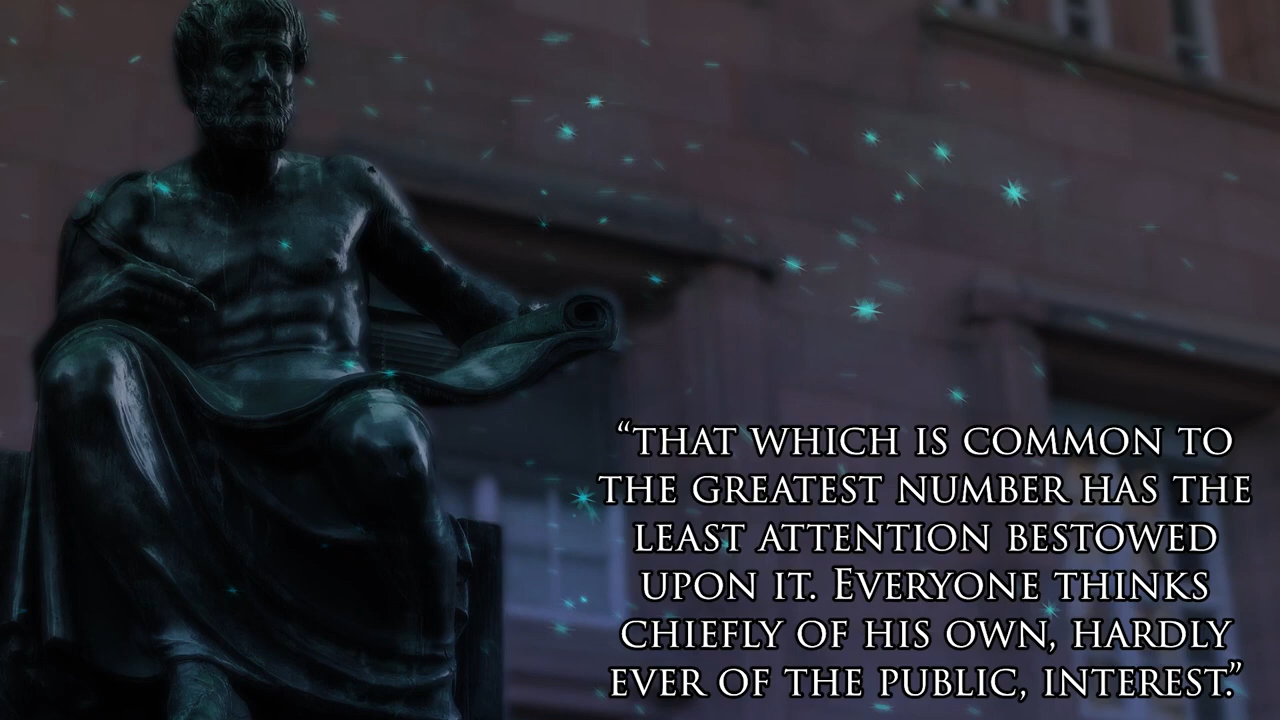 “THAT WHICH IS COMMON TO
THE GREATEST NUMBER HAS THE
LEAST ATTENTION BESTOWED
UPON IT. EVERYONE THINKS
CHIEFLY OF HIS OWN, HARDLY
EVER OF THE PUBLIC, INTEREST.”